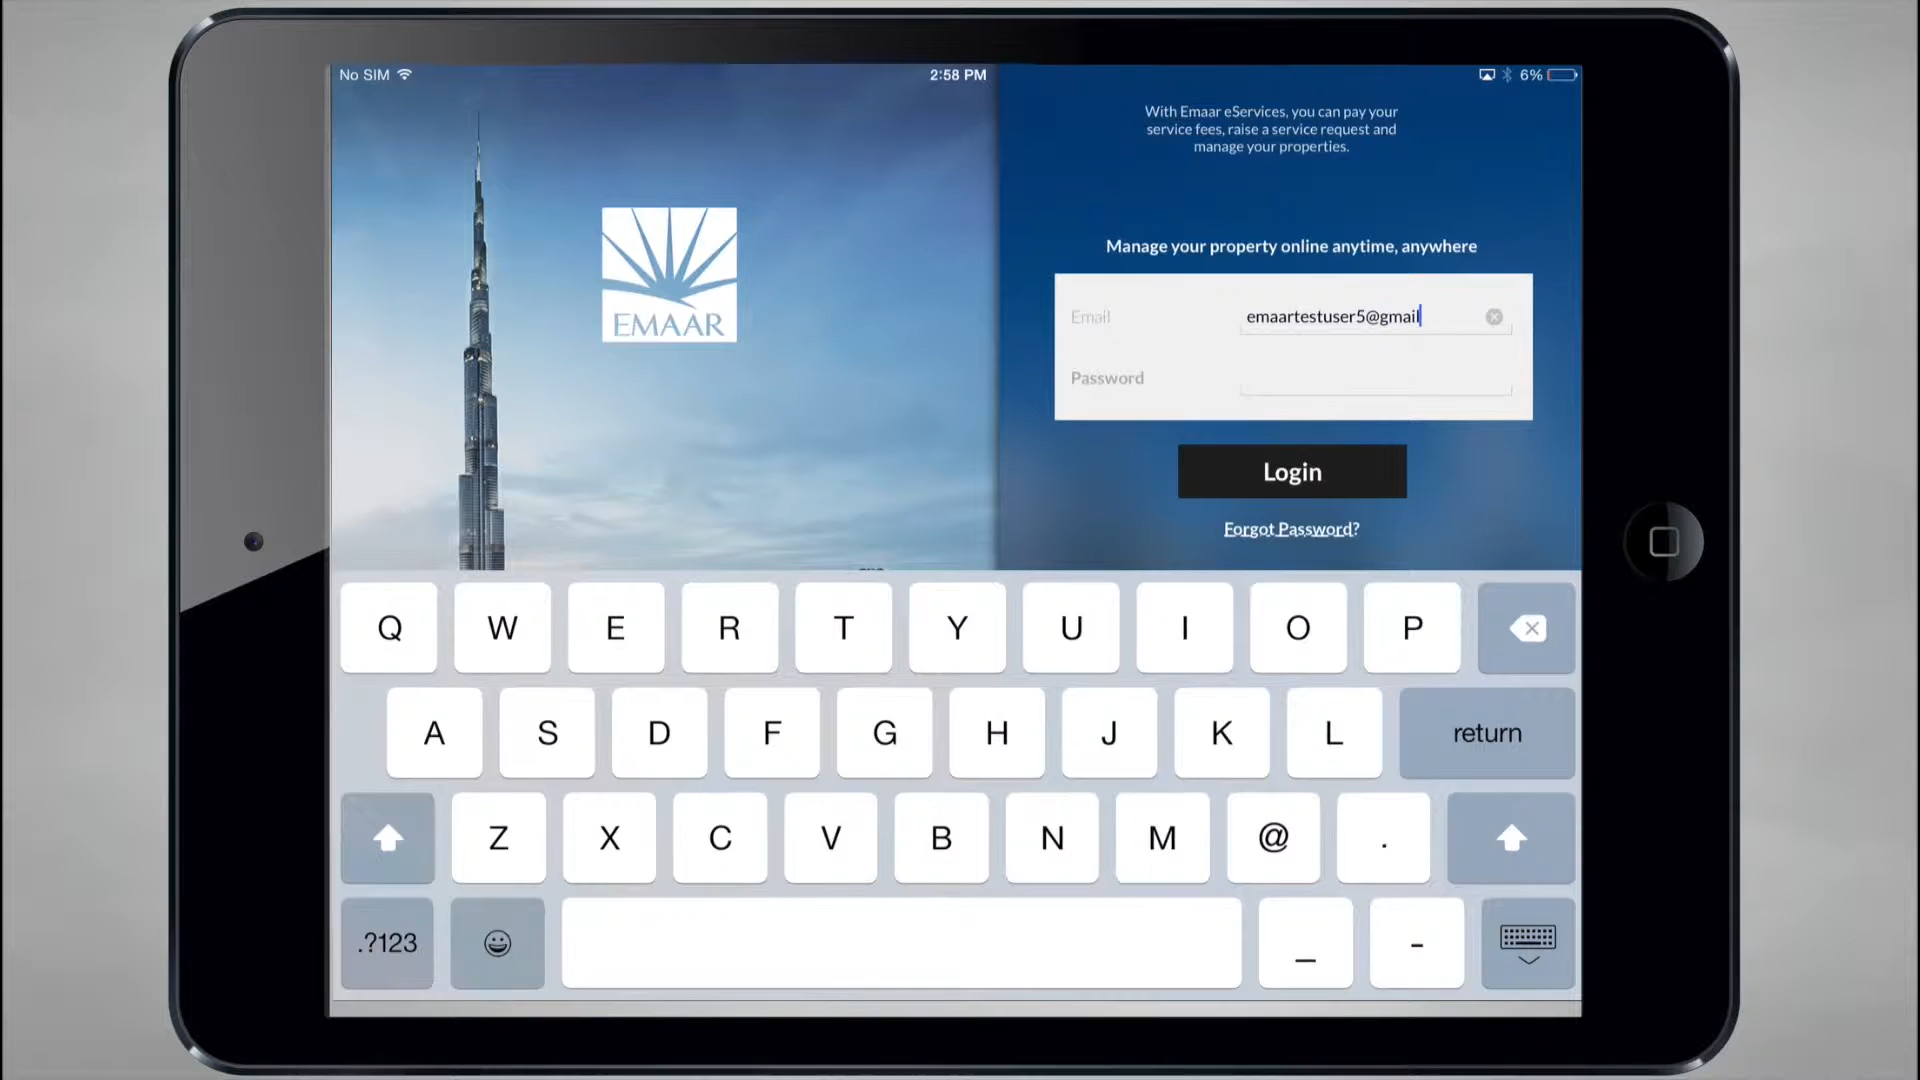 No SIM
2:58 PM
6%
With Emaar eServices, you can pay your
service fees, raise a service request and
manage your properties.
EMAAR
Manage your property online anytime, anywhere
Email
emaartestuser5@gmail
Password
Login
Forgot Password?
Q W E R T Y U I O P
A S D F G H J K L return
Z X C V B N M @ .
.?123 _ -